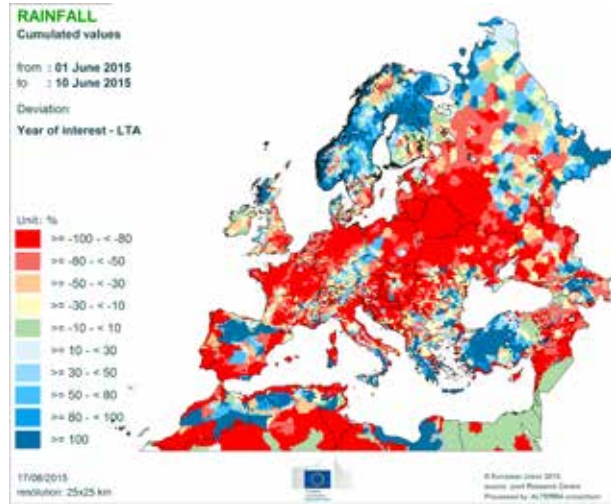 RAINFALL
Cumulated values
from : 01 June 2015
to : 10 June 2015
Deviation:
Year of interest - LTA
Unit: %
>= -100 - < -80
>= -80 - < -50
>= -50 - < -30
>= -30 - < -10
>= -10 - < 10
>= 10 - < 30
>= 30 - < 50
>= 50 - < 80
>= 80 - < 100
>= 100
17/06/2015
resolution: 25x25 km
© European Union 2015
source: Joint Research Centre
Processed by: ALTERRA consortium